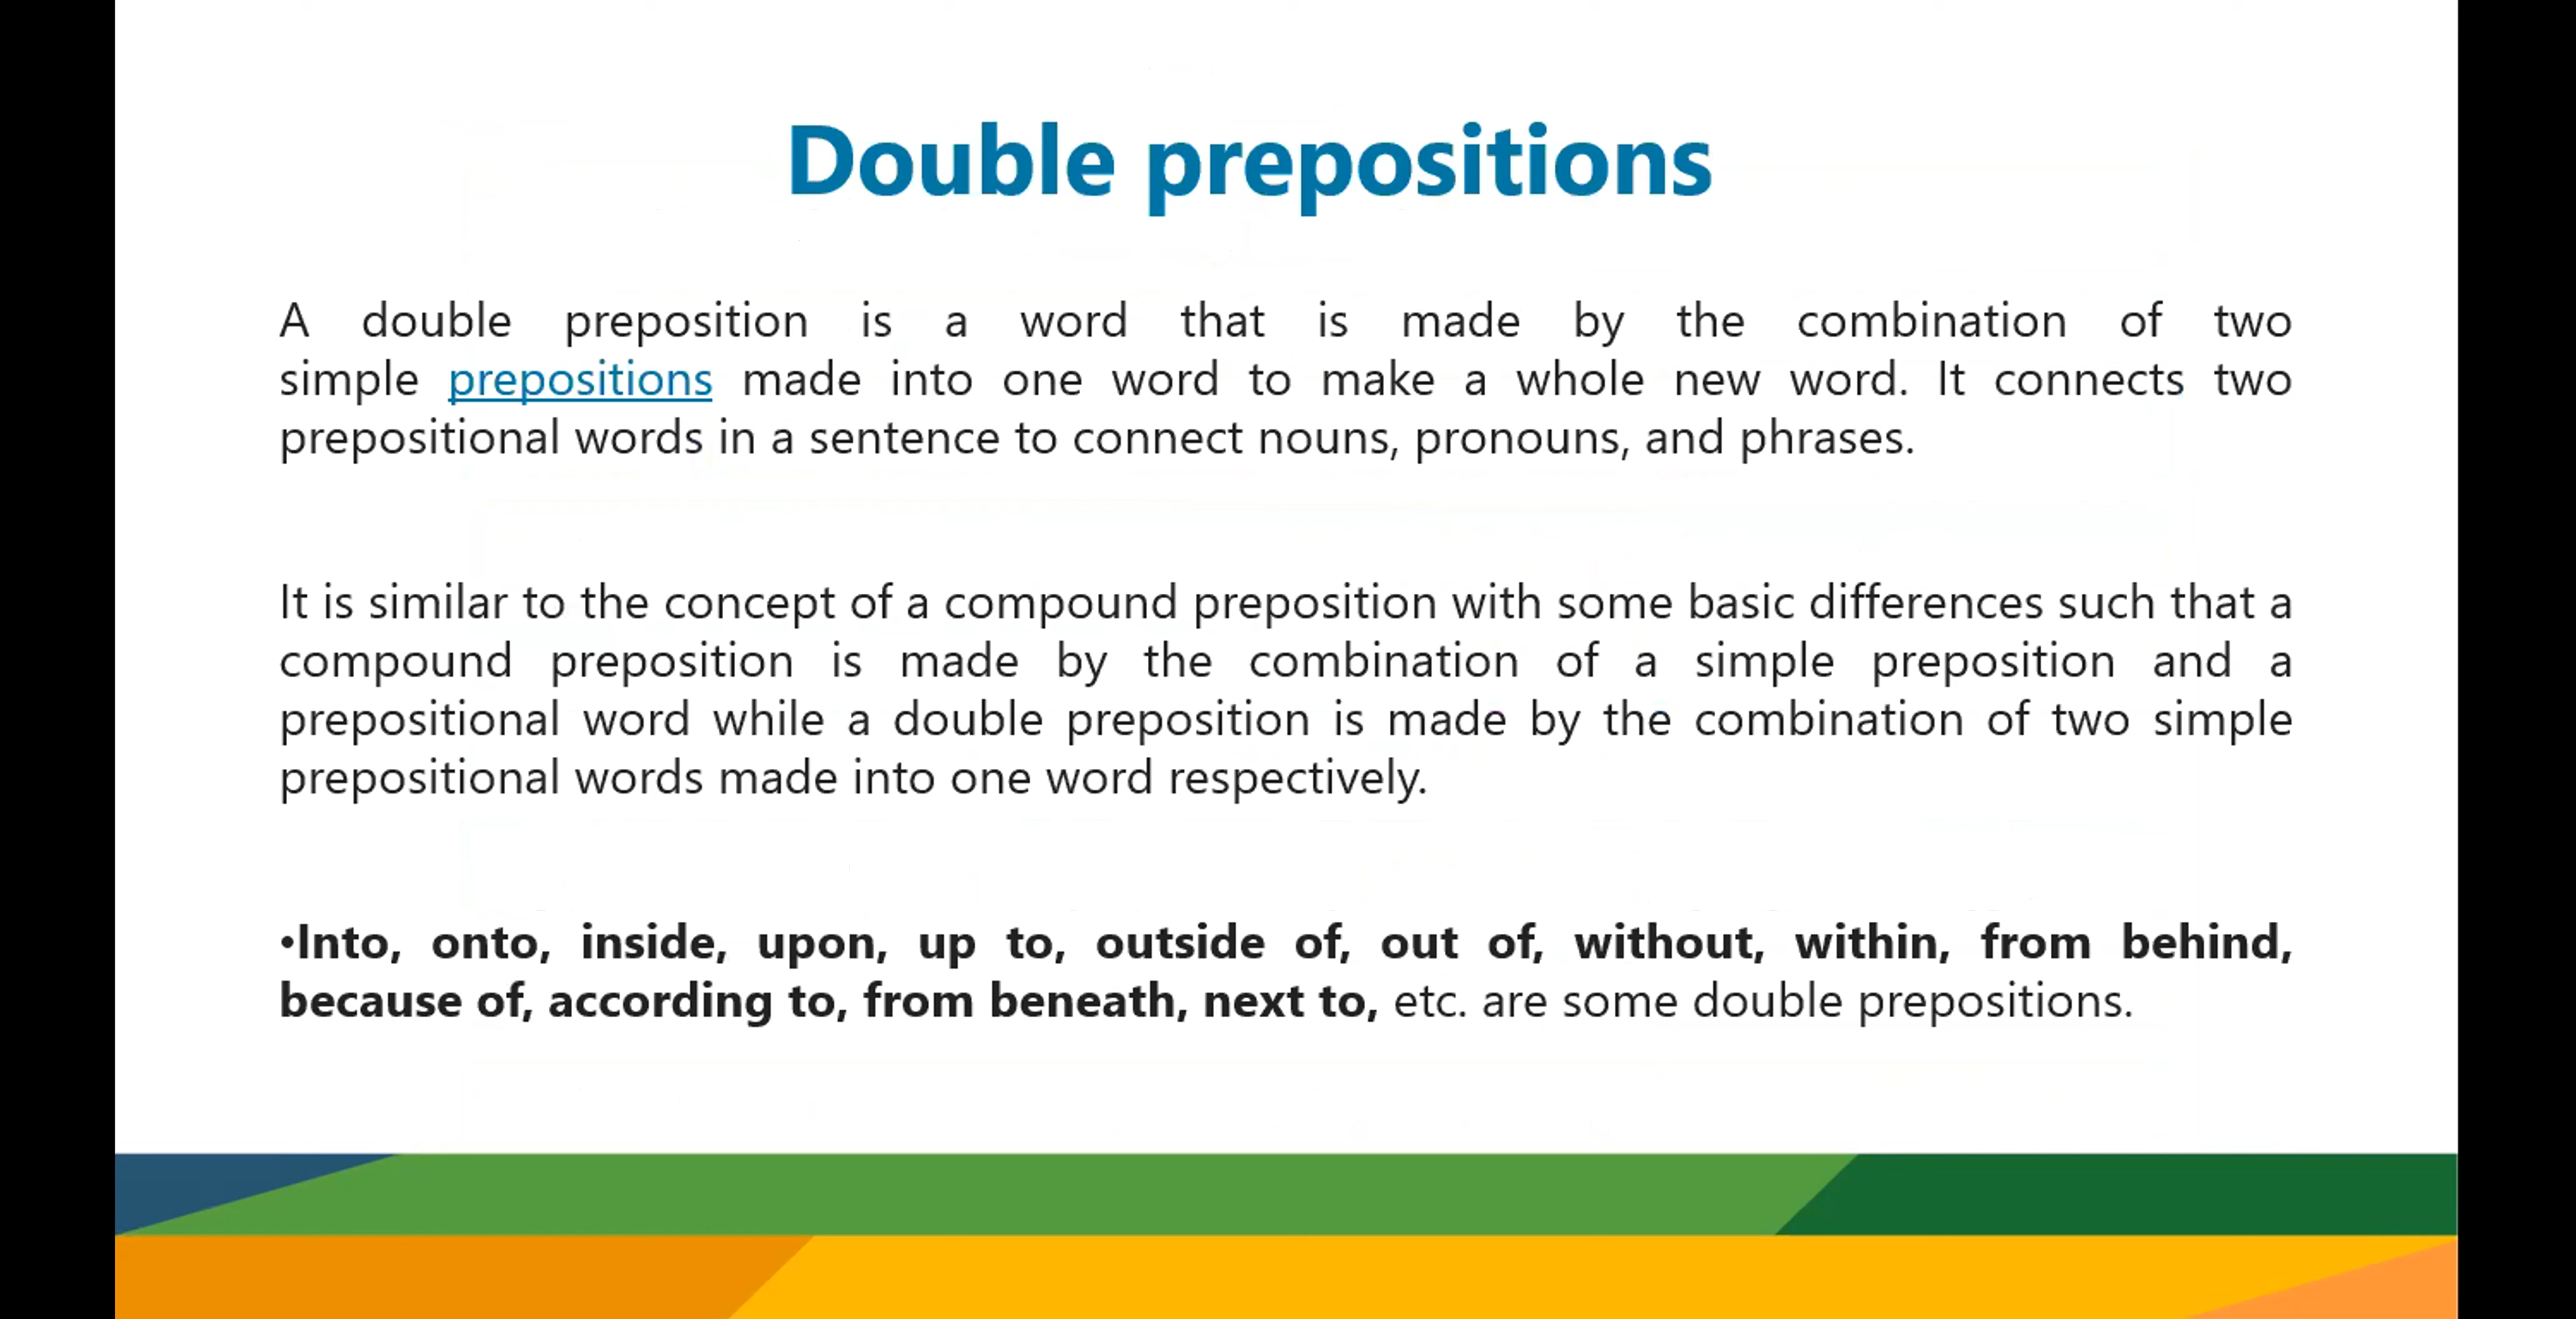 Double prepositions
A double preposition is a word that is made by the combination of two
simple prepositions made into one word to make a whole new word. It connects two
prepositional words in a sentence to connect nouns, pronouns, and phrases.
It is similar to the concept of a compound preposition with some basic differences such that a
compound preposition is made by the combination of a simple preposition and a
prepositional word while a double preposition is made by the combination of two simple
prepositional words made into one word respectively.
•Into, onto, inside, upon, up to, outside of, out of, without, within, from behind,
because of, according to, from beneath, next to, etc. are some double prepositions.